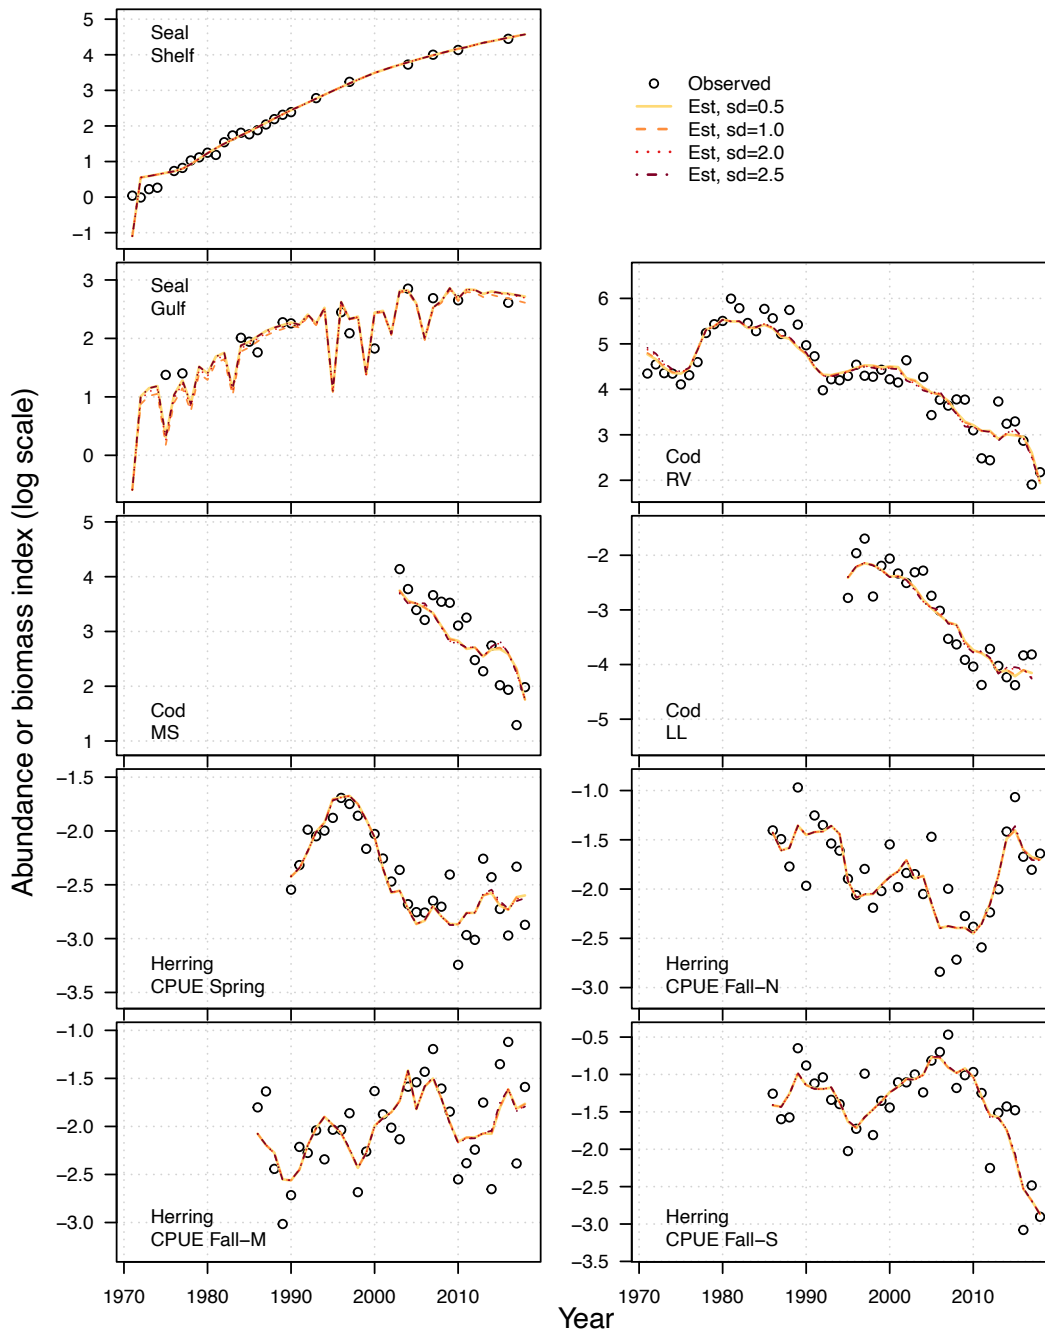 Abundance or biomass index (log scale)
Seal
Shelf
5
4
3
2
1
0
−1
Observed
Est, sd=0.5
Est, sd=1.0
Est, sd=2.0
Est, sd=2.5
Seal
Gulf
3
2
1
0
Cod
RV
6
5
4
3
2
Cod
MS
5
4
3
2
1
Cod
LL
−2
−3
−4
−5
Herring
CPUE Spring
−1.5
−2.0
−2.5
−3.0
−3.5
Herring
CPUE Fall−N
−1.0
−1.5
−2.0
−2.5
−3.0
Herring
CPUE Fall−M
−1.0
−1.5
−2.0
−2.5
−3.0
Herring
CPUE Fall−S
−0.5
−1.0
−1.5
−2.0
−2.5
−3.0
−3.5
1970 1980 1990 2000 2010
1970 1980 1990 2000 2010
Year